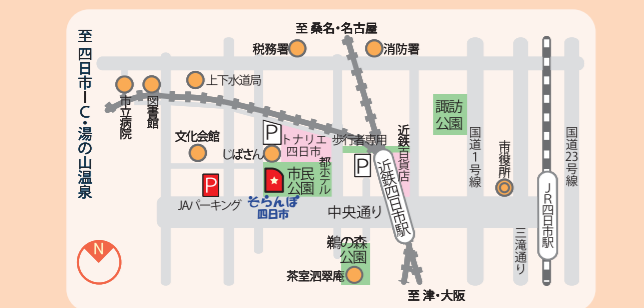 至 桑名・名古屋
税務署
消防署
至 四日市IC・湯の山温泉
上下水道局
市立病院
図書館
諏訪
公園
P
トナリエ
四日市
歩行者専用
近鉄百貨店
国道1号線
市役所
国道23号線
文化会館
じばさん
P
都ホテル
市民
公園
P
JAパーキング
そらんぽ
四日市
中央通り
近鉄四日市駅
JR四日市駅
三滝通り
鵜の森
公園
茶室泗翠庵
N
至 津・大阪